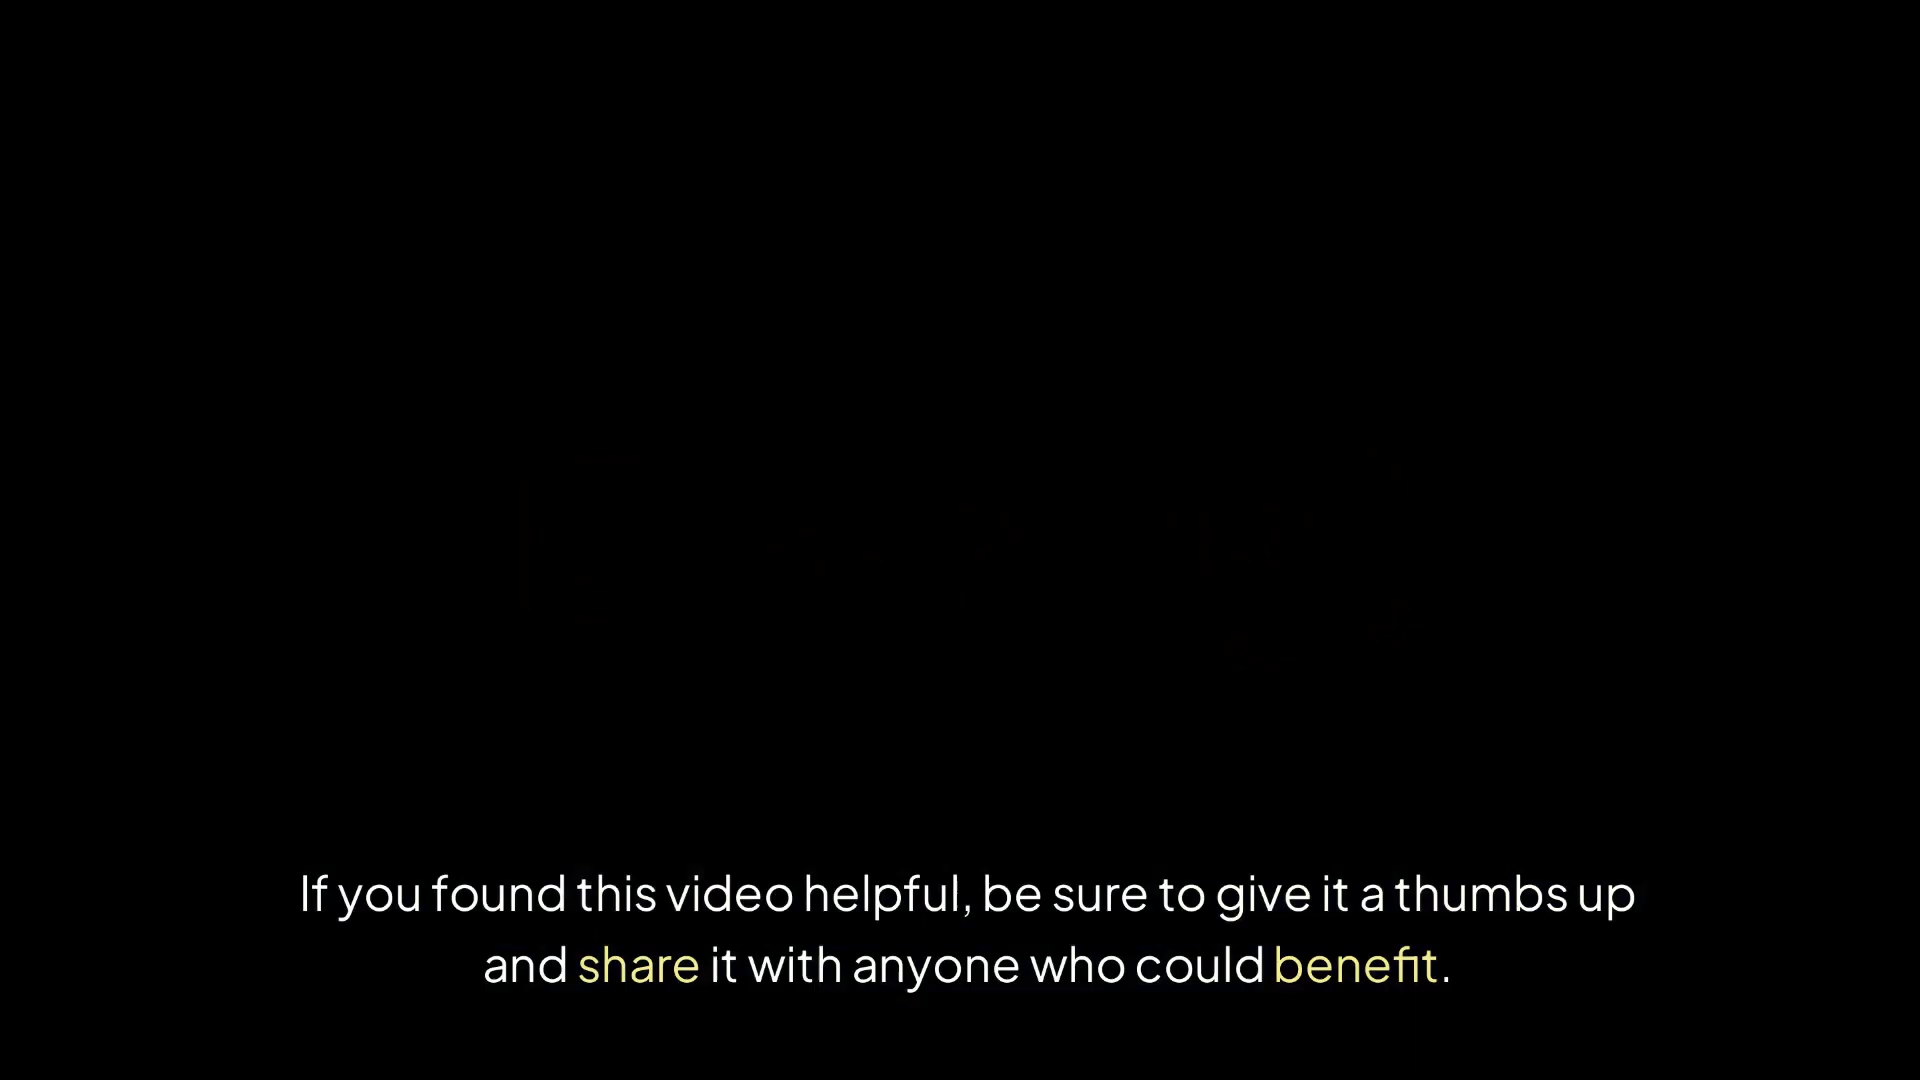 If you found this video helpful, be sure to give it a thumbs up
and share it with anyone who could benefit.